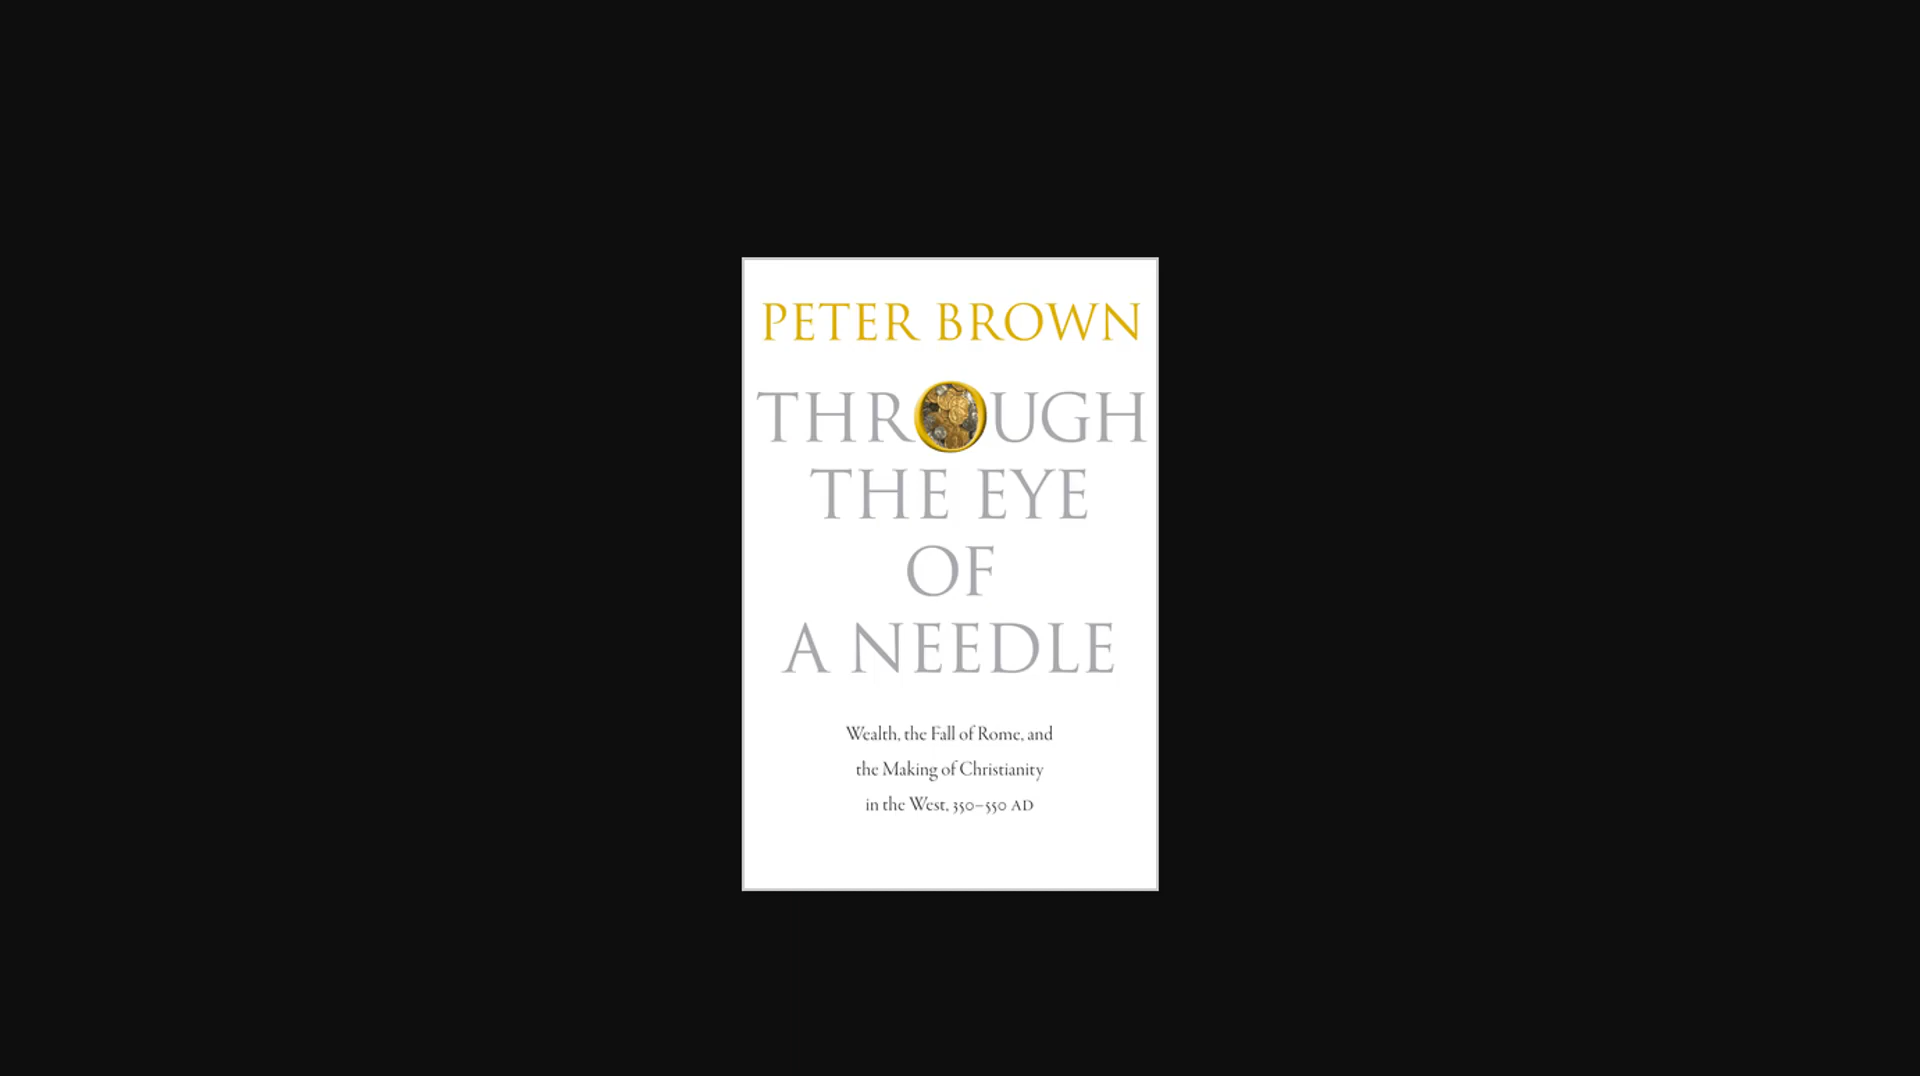 PETER BROWN
THROUGH
THE EYE
OF
A NEEDLE
Wealth, the Fall of Rome, and
the Making of Christianity
in the West, 350–550 AD